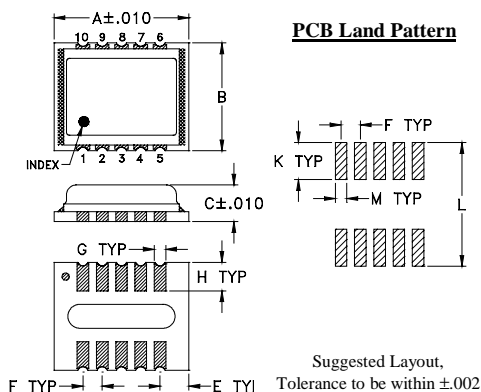 A±.010
PCB Land Pattern
10 9 8 7 6
B
INDEX
1 2 3 4 5
F TYP
K TYP
M TYP
L
C±.010
G TYP
H TYP
F TYP
E TYP
Suggested Layout,
Tolerance to be within ±.002